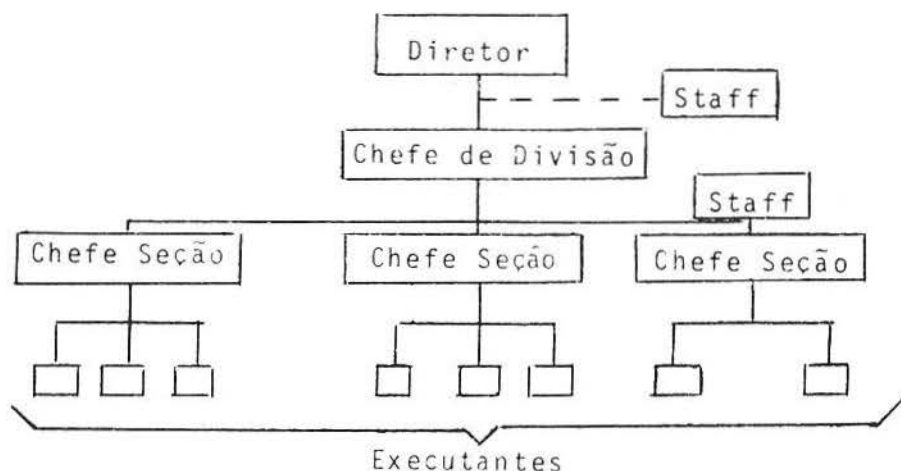 Diretor
Staff
Chefe de Divisão
Staff
Chefe Seção
Chefe Seção
Chefe Seção
Executantes